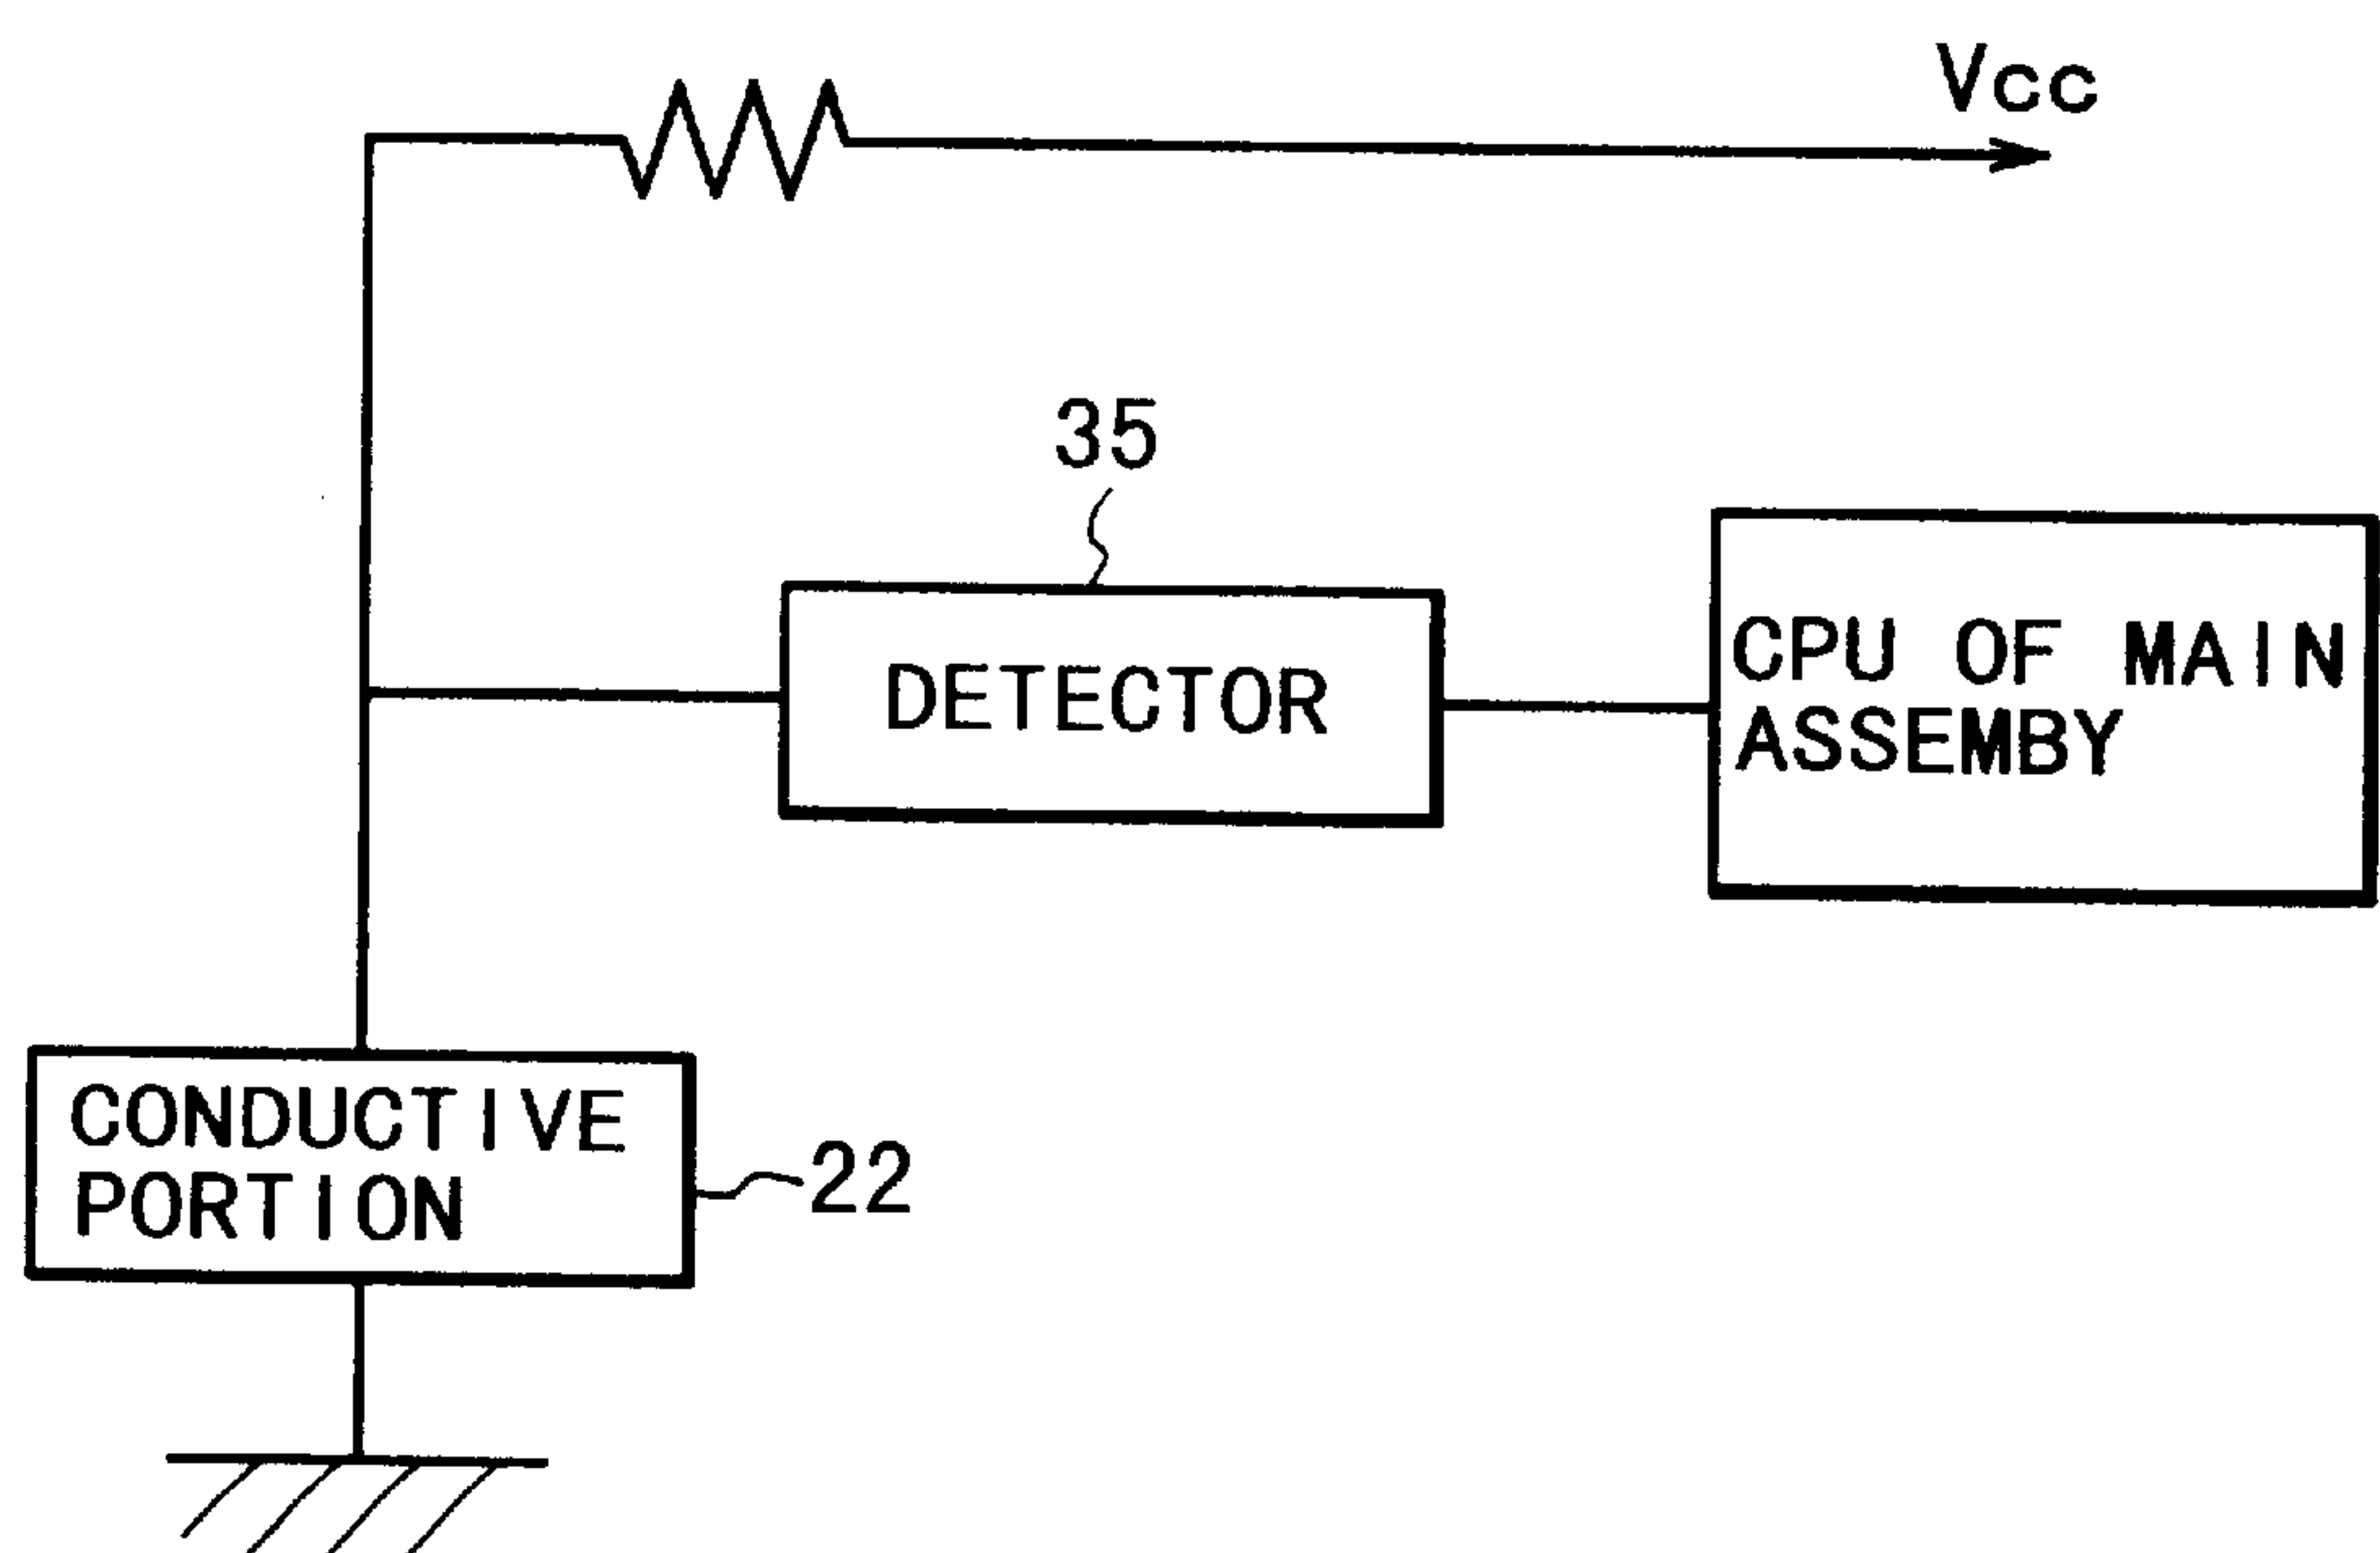 Vcc
35
DETECTOR
CPU OF MAIN
ASSEMBY
CONDUCTIVE
PORTION
22